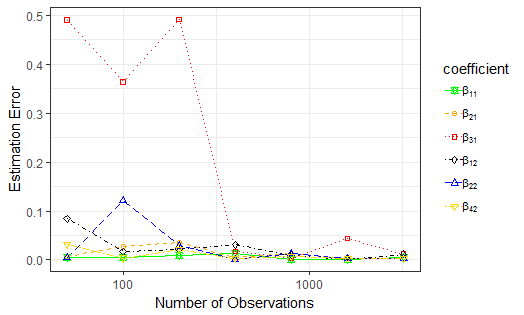 0.5
0.4
0.3
0.2
0.1
0.0
Estimation Error
100
1000
Number of Observations
coefficient
β₁₁
β₂₁
β₃₁
β₁₂
β₂₂
β₄₂